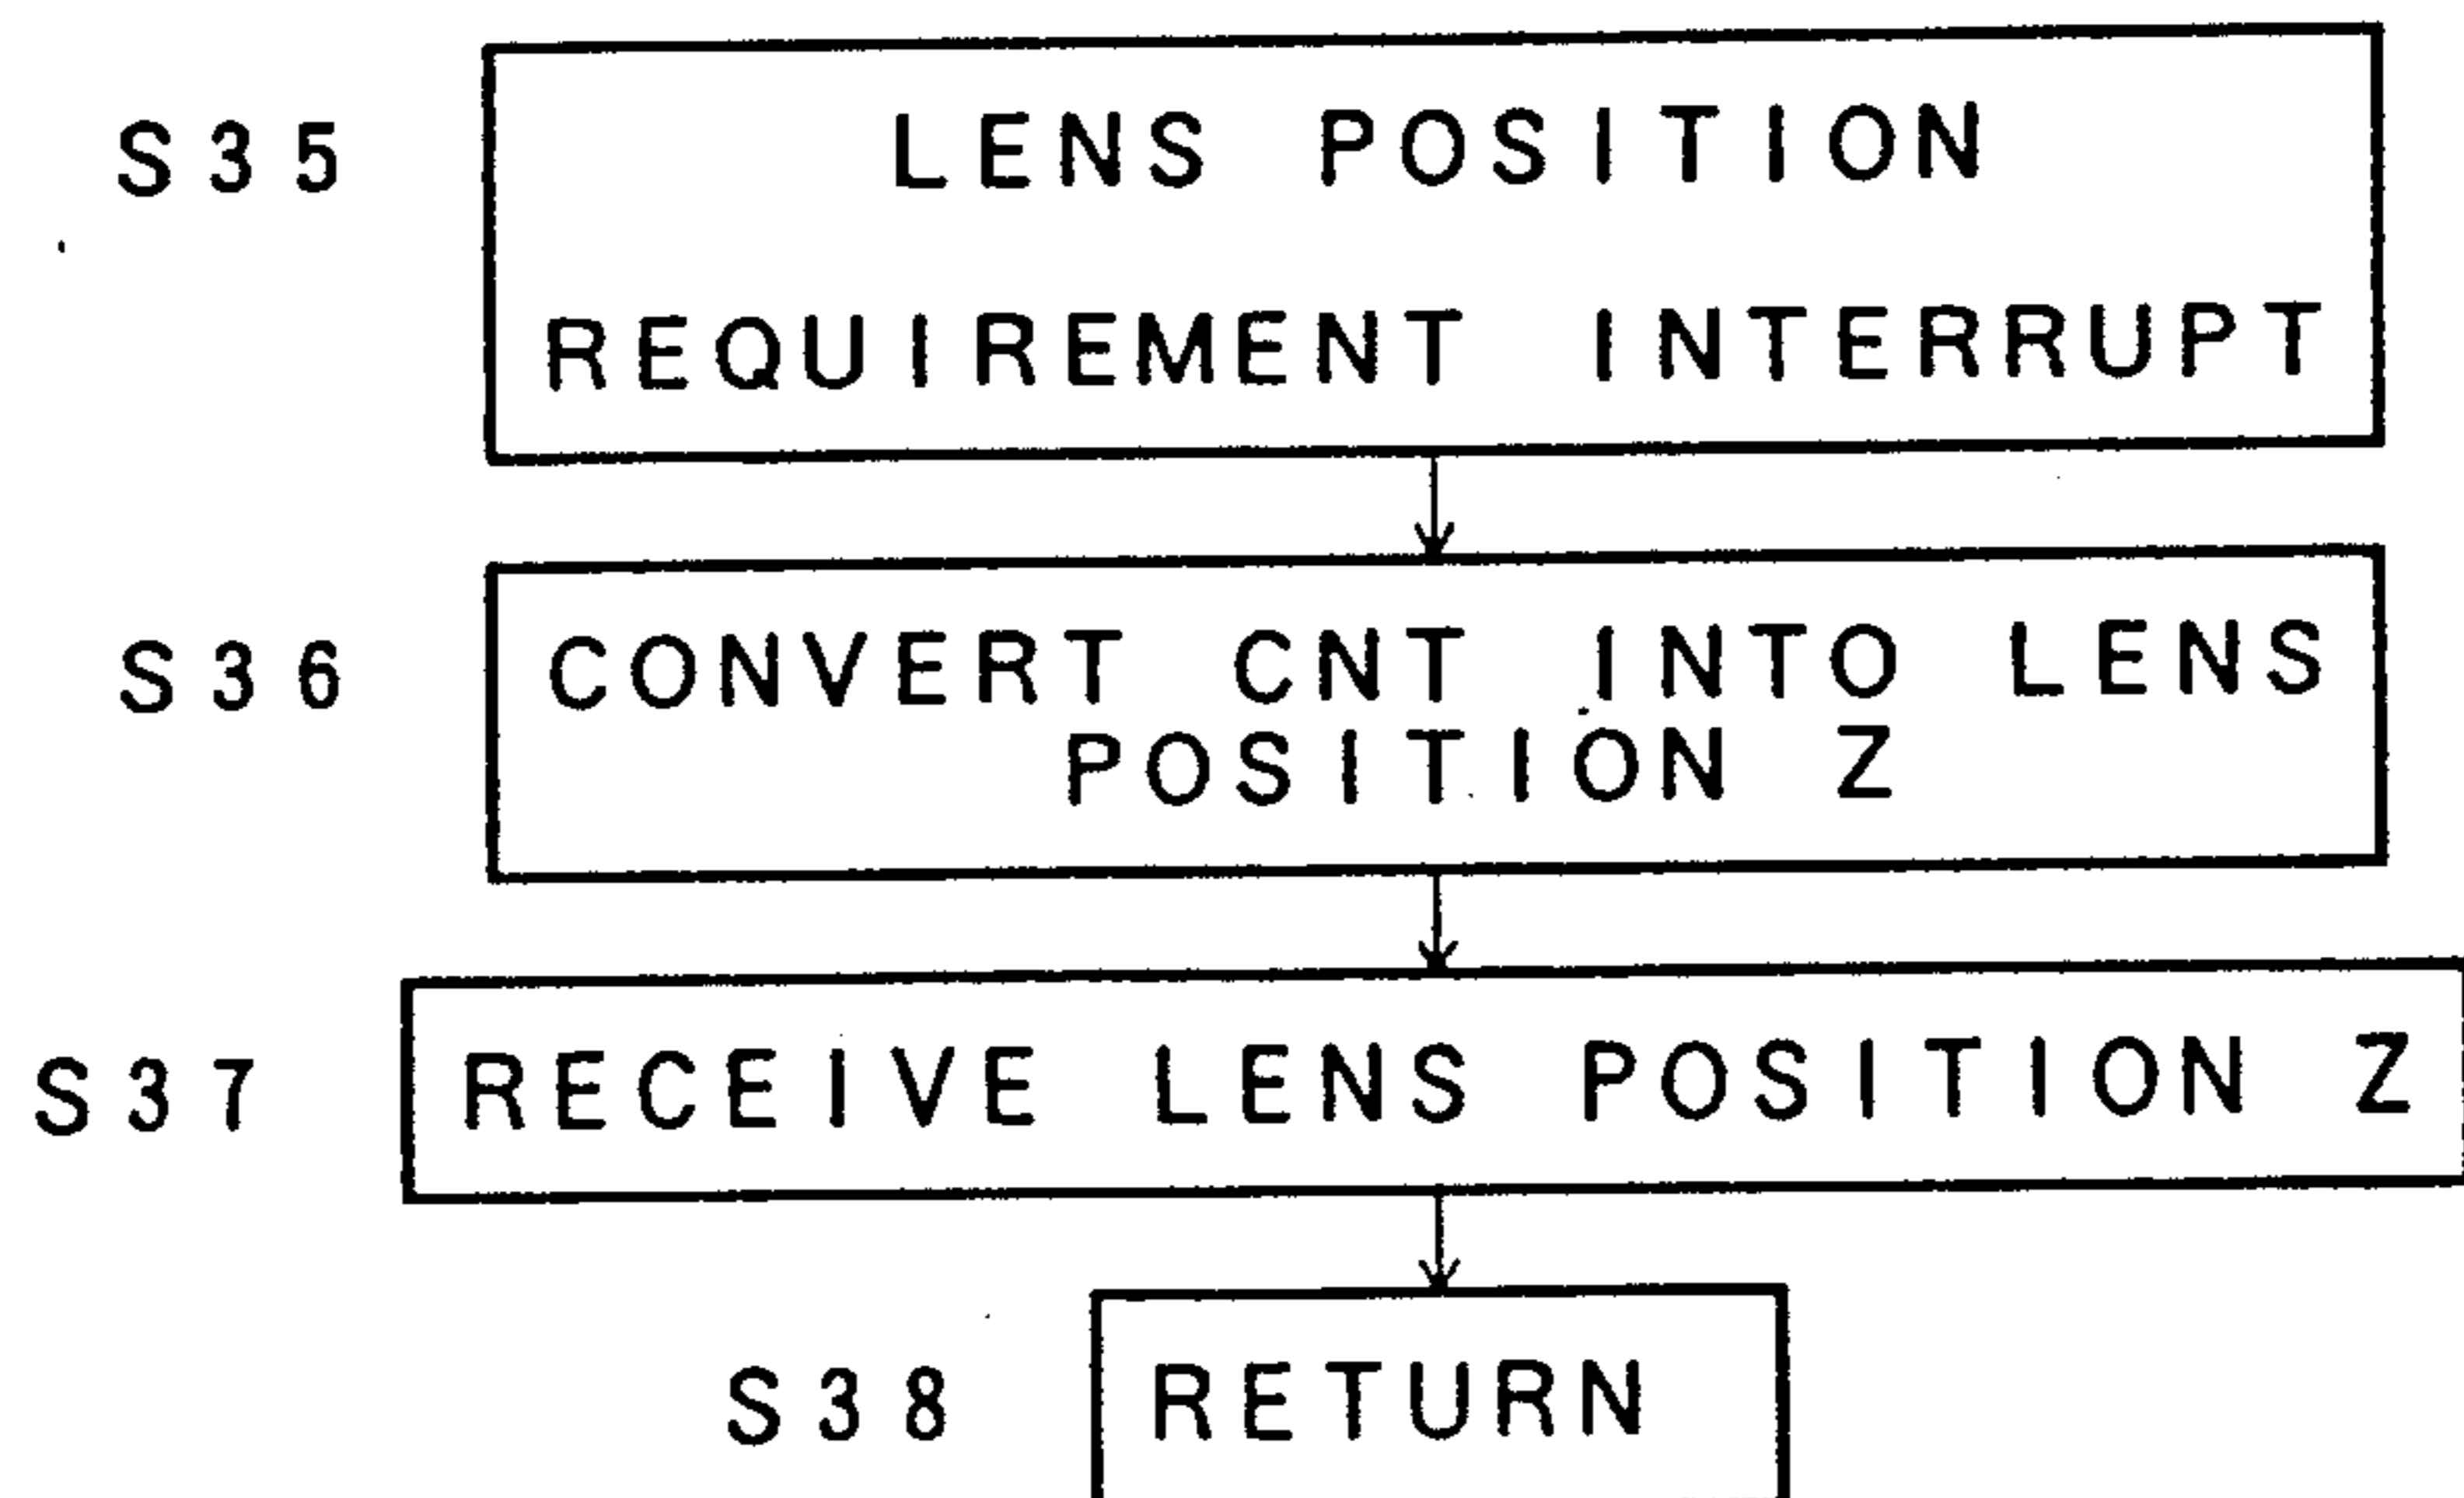 S35
LENS POSITION
REQUIREMENT INTERRUPT
S36
CONVERT CNT INTO LENS
POSITION Z
S37
RECEIVE LENS POSITION Z
S38
RETURN